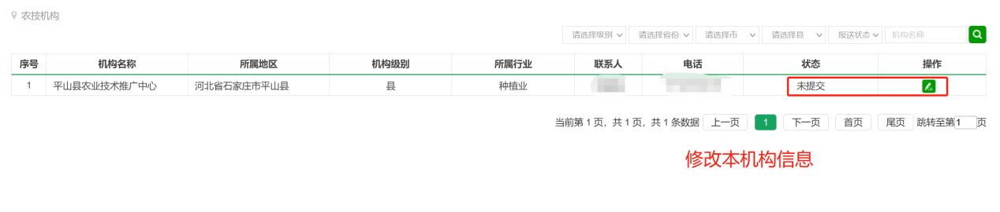 农技机构
请选择级别 请选择省份 请选择市 请选择县 报送状态 机构名称
序号 机构名称 所属地区 机构级别 所属行业 联系人 电话 状态 操作
1 平山县农业技术推广中心 河北省石家庄市平山县 县 种植业 未提交
当前第 1 页，共 1 页，共 1 条数据 上一页 1 下一页 首页 尾页 跳转至第 1 页
修改本机构信息